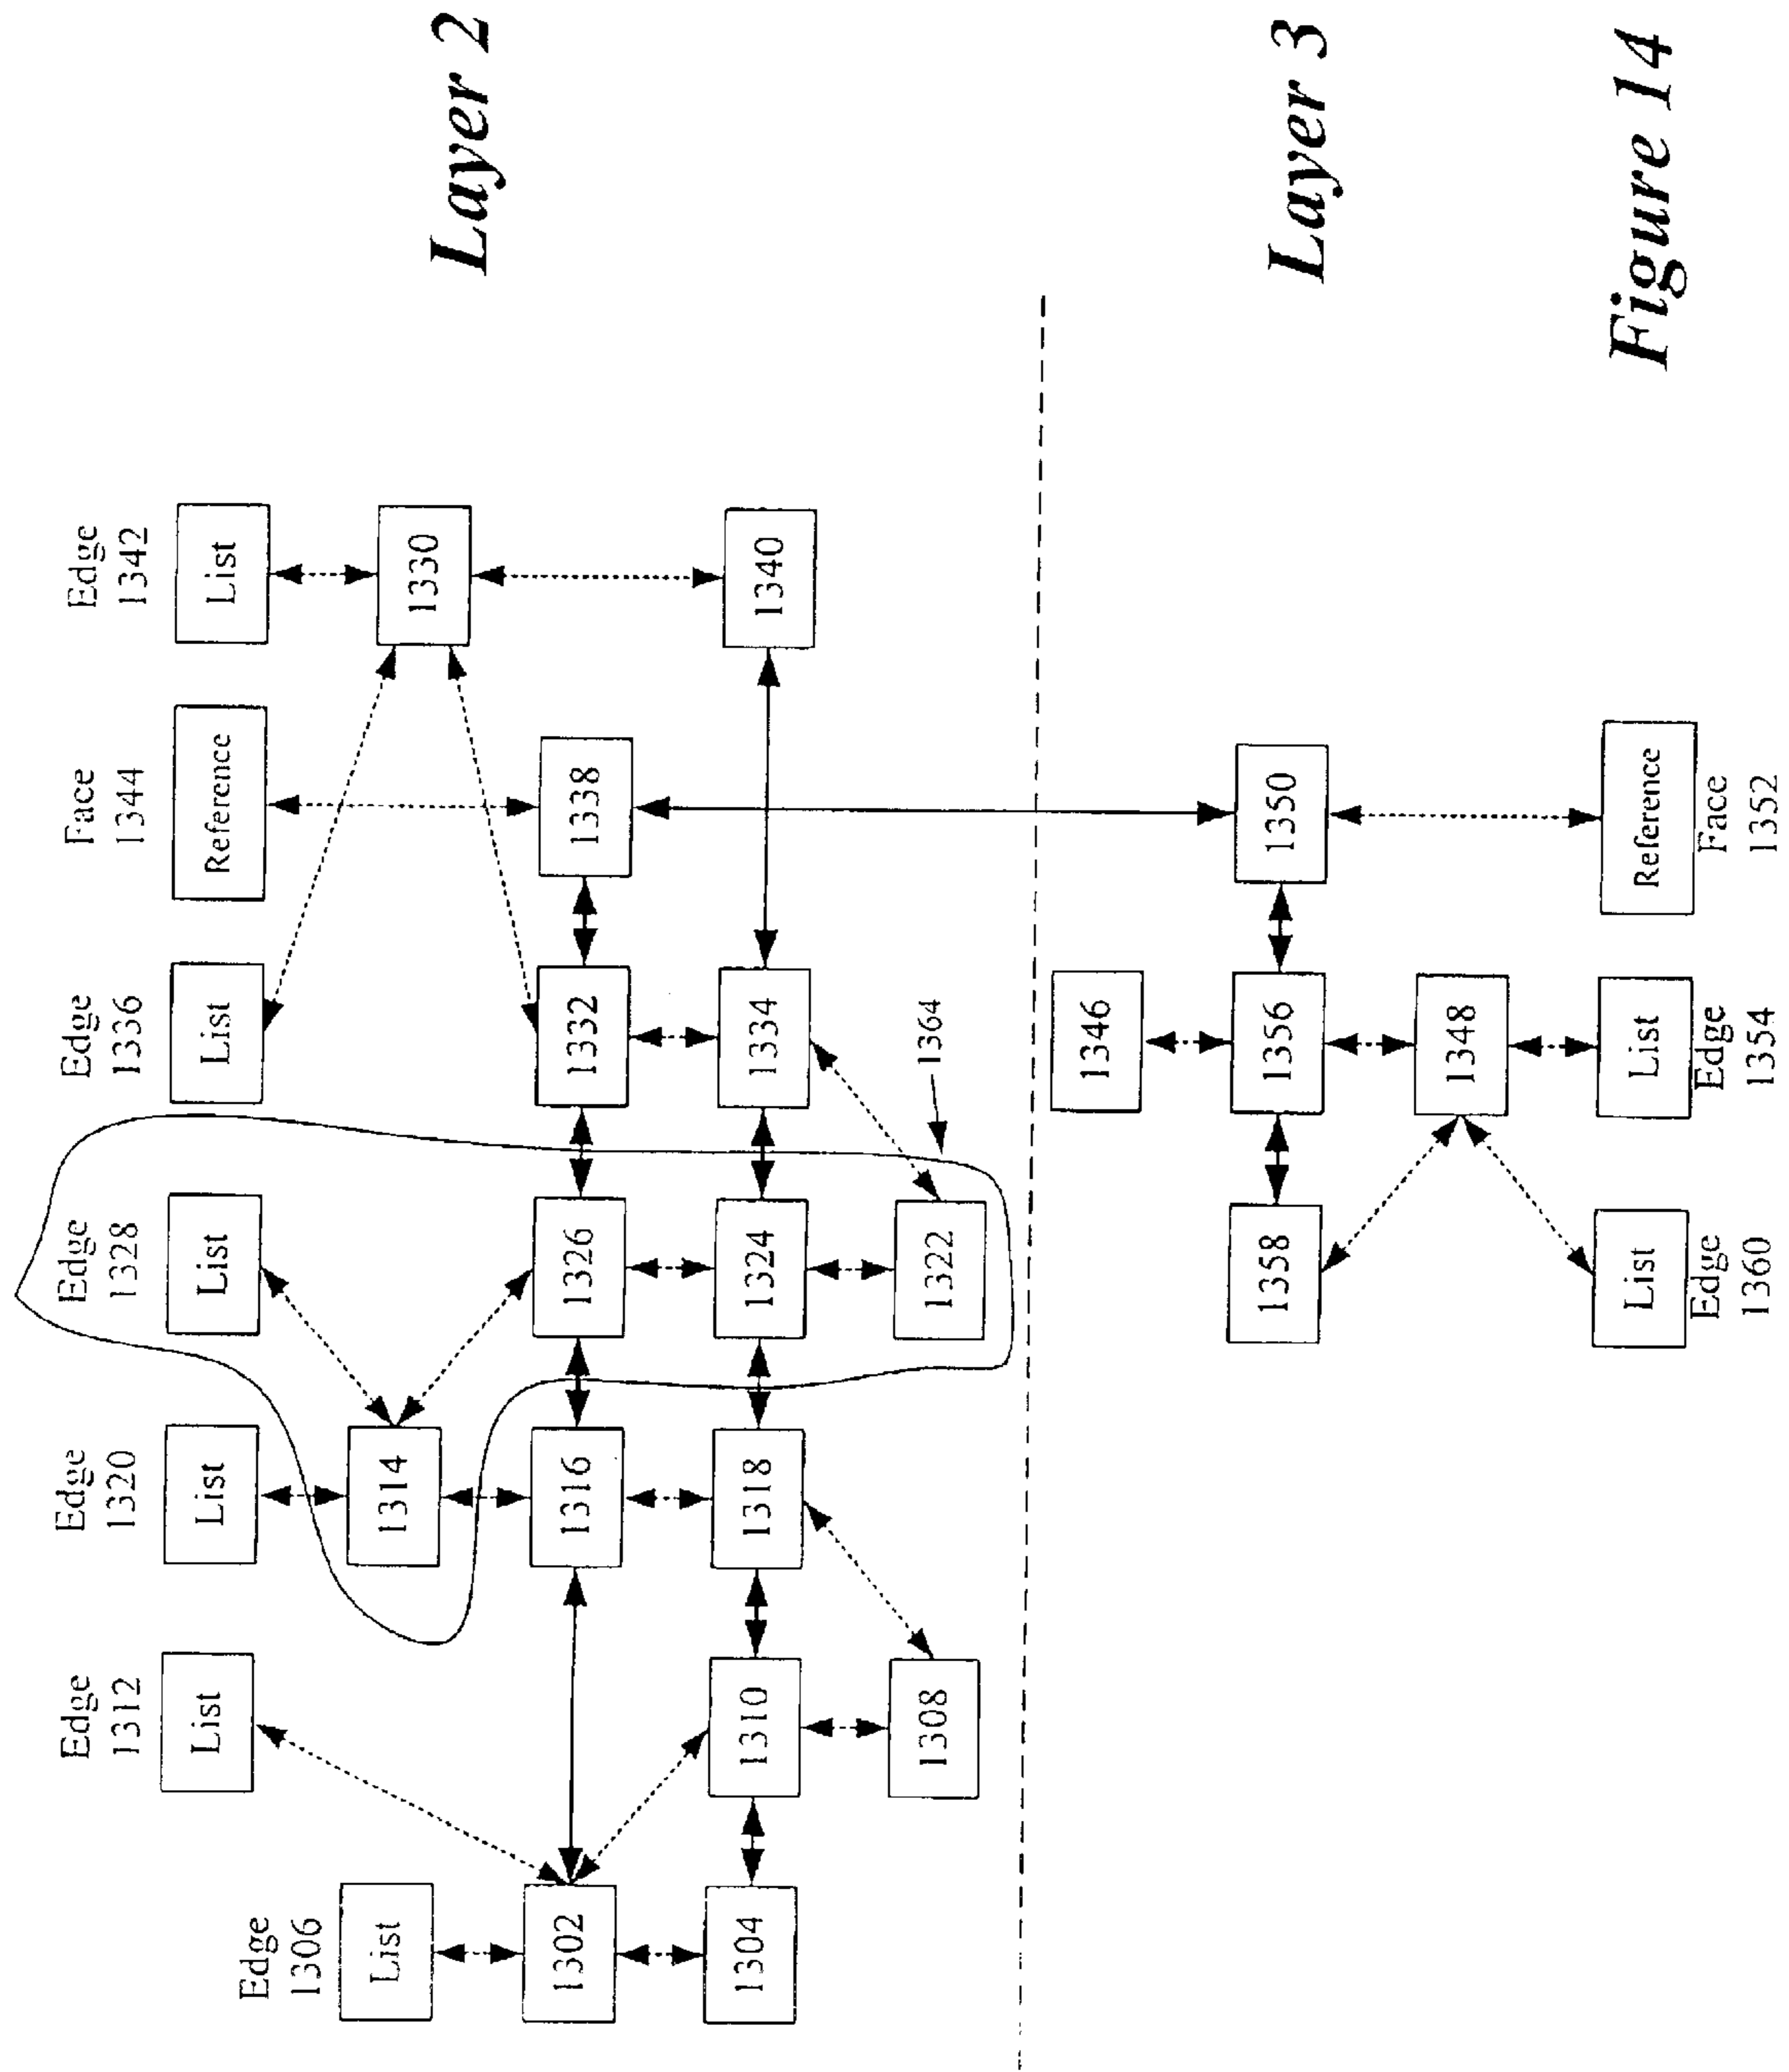 Edge
1306
List
1302
1304
Edge
1312
List
1310
1308
Edge
1320
List
1314
1316
1318
Edge
1328
List
1326
1324
1322
1364
Edge
1336
List
1332
1334
Face
1344
Reference
1338
Edge
1342
List
1330
1340
Layer 2
1358
List
Edge
1360
1346
1356
1348
List
Edge
1354
1350
Reference
Face
1352
Layer 3
Figure 14